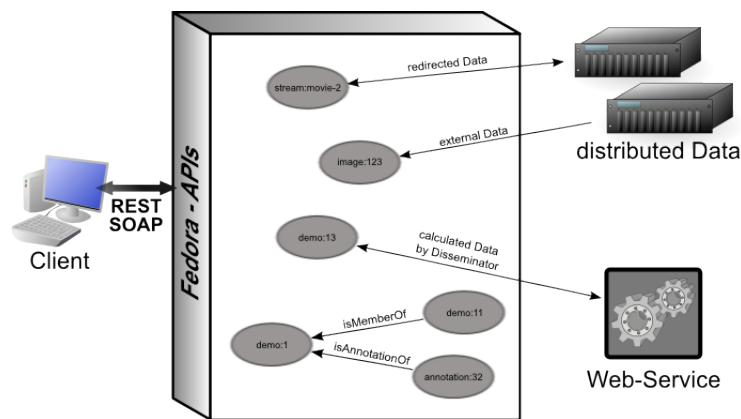 redirected Data
stream:movie-2
external Data
distributed Data
image:123
REST
SOAP
Client
Fedora - APIs
demo:13
calculated Data
by Disseminator
isMemberOf
demo:11
demo:1
isAnnotationOf
annotation:32
Web-Service